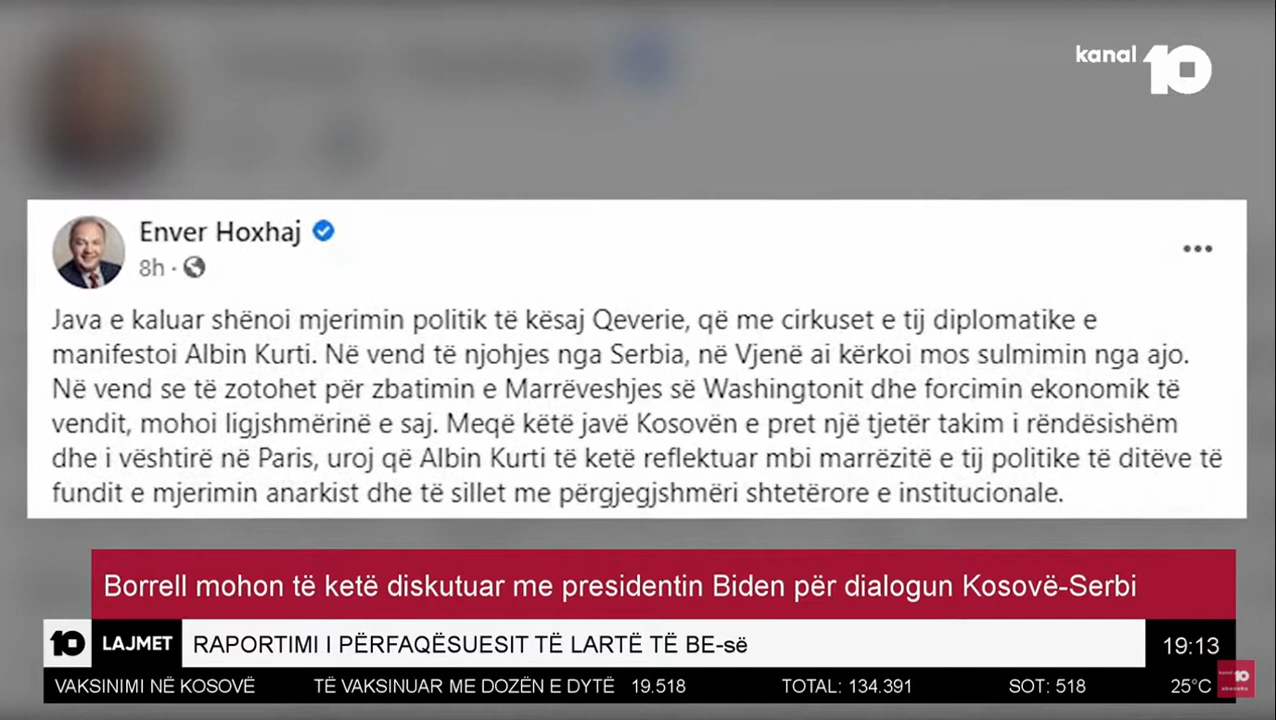 kanal 10
Enver Hoxhaj
8h ·
Java e kaluar shënoi mjerimin politik të kësaj Qeverie, që me cirkuset e tij diplomatike e
manifestoi Albin Kurti. Në vend të njohjes nga Serbia, në Vjenë ai kërkoi mos sulmimin nga ajo.
Në vend se të zotohet për zbatimin e Marrëveshjes së Washingtonit dhe forcimin ekonomik të
vendit, mohoi ligjshmërinë e saj. Meqë këtë javë Kosovën e pret një tjetër takim i rëndësishëm
dhe i vështirë në Paris, uroj që Albin Kurti të ketë reflektuar mbi marrëzitë e tij politike të ditëve të
fundit e mjerimin anarkist dhe të sillet me përgjegjshmëri shtetërore e institucionale.
Borrell mohon të ketë diskutuar me presidentin Biden për dialogun Kosovë-Serbi
10 LAJMET RAPORTIMI I PËRFAQËSUESIT TË LARTË TË BE-së 19:13
VAKSINIMI NË KOSOVË TË VAKSINUAR ME DOZËN E DYTË 19.518 TOTAL: 134.391 SOT: 518 25°C
kanal 10
abonohu